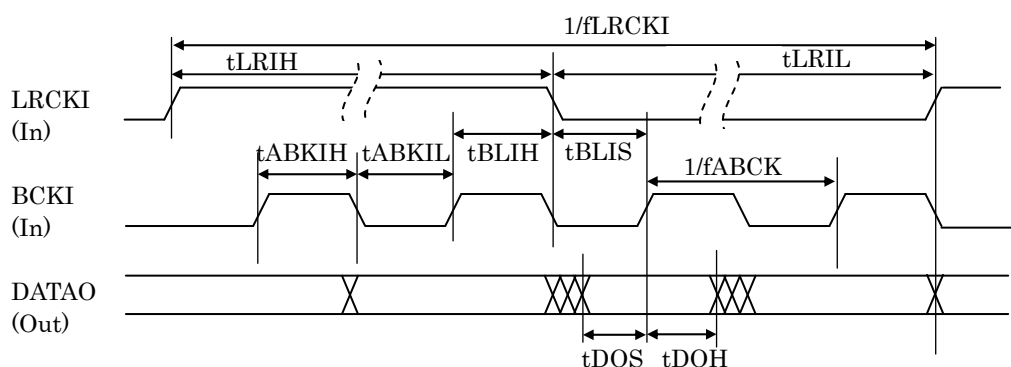 1/fLRCKI
tLRIH
tLRIL
LRCKI
(In)
tABKIH
tABKIL
tBLIH
tBLIS
1/fABCK
BCKI
(In)
DATAO
(Out)
tDOS
tDOH